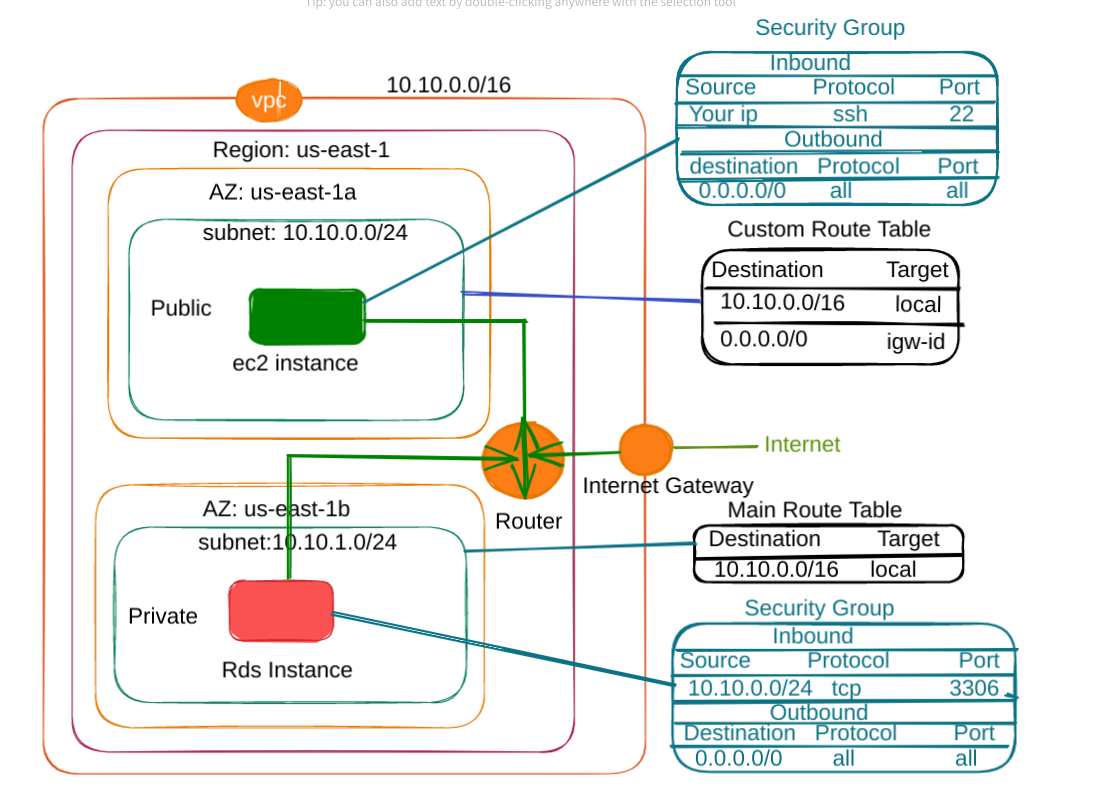 Tip: you can also add text by double-clicking anywhere with the selection tool
Security Group
Inbound
Source Protocol Port
Your ip ssh 22
Outbound
destination Protocol Port
0.0.0.0/0 all all
vpc
10.10.0.0/16
Region: us-east-1
AZ: us-east-1a
subnet: 10.10.0.0/24
Public
ec2 instance
Custom Route Table
Destination Target
10.10.0.0/16 local
0.0.0.0/0 igw-id
Internet
Internet Gateway
Router
AZ: us-east-1b
subnet:10.10.1.0/24
Private
Rds Instance
Main Route Table
Destination Target
10.10.0.0/16 local
Security Group
Inbound
Source Protocol Port
10.10.0.0/24 tcp 3306
Outbound
Destination Protocol Port
0.0.0.0/0 all all